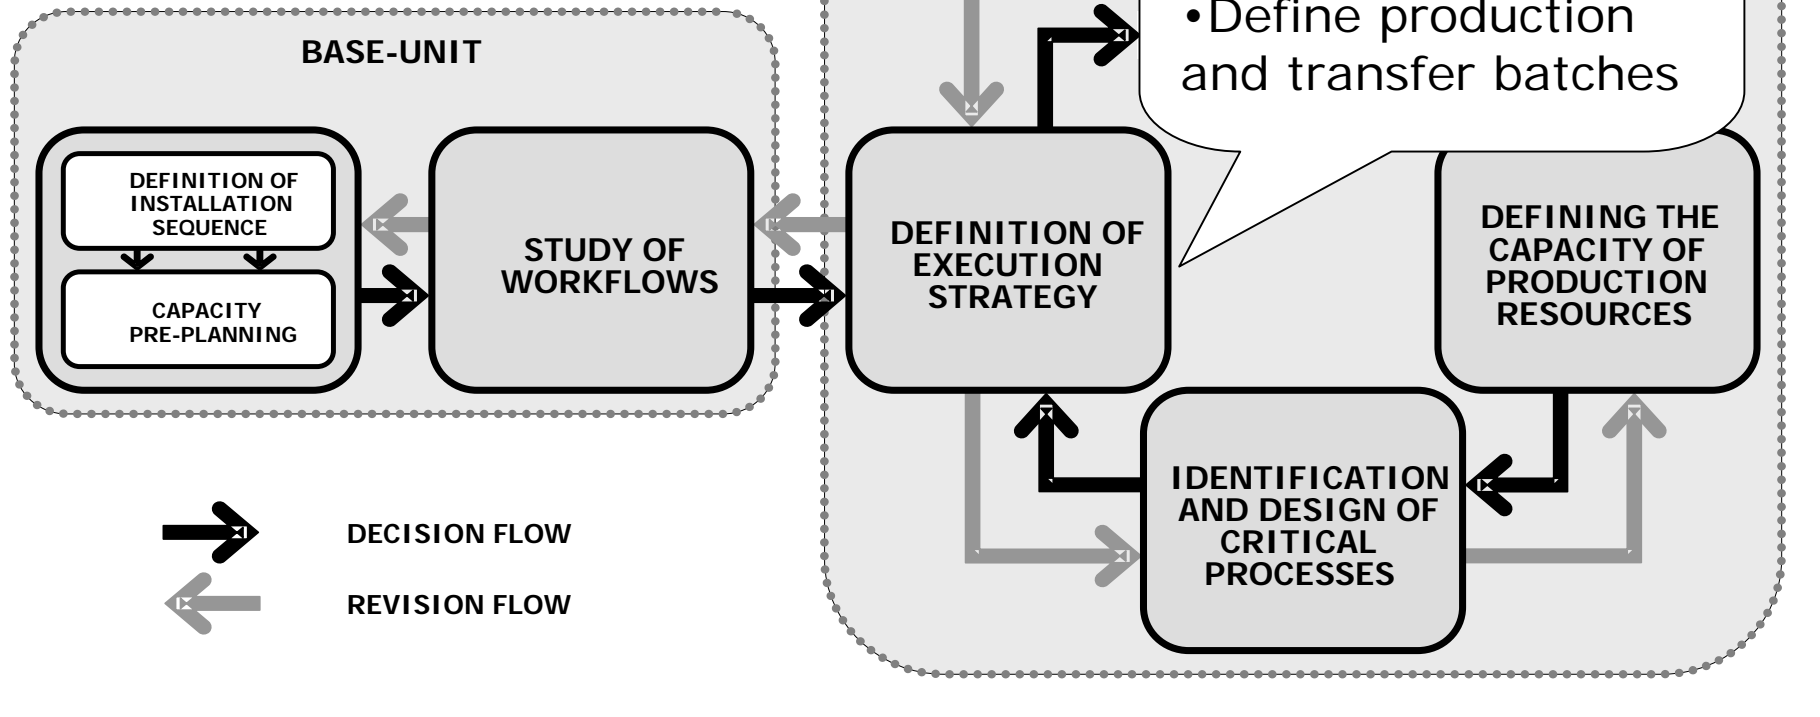 •Define production
and transfer batches
BASE-UNIT
DEFINITION OF
INSTALLATION
SEQUENCE
CAPACITY
PRE-PLANNING
STUDY OF
WORKFLOWS
DEFINITION OF
EXECUTION
STRATEGY
DEFINING THE
CAPACITY OF
PRODUCTION
RESOURCES
IDENTIFICATION
AND DESIGN OF
CRITICAL
PROCESSES
DECISION FLOW
REVISION FLOW